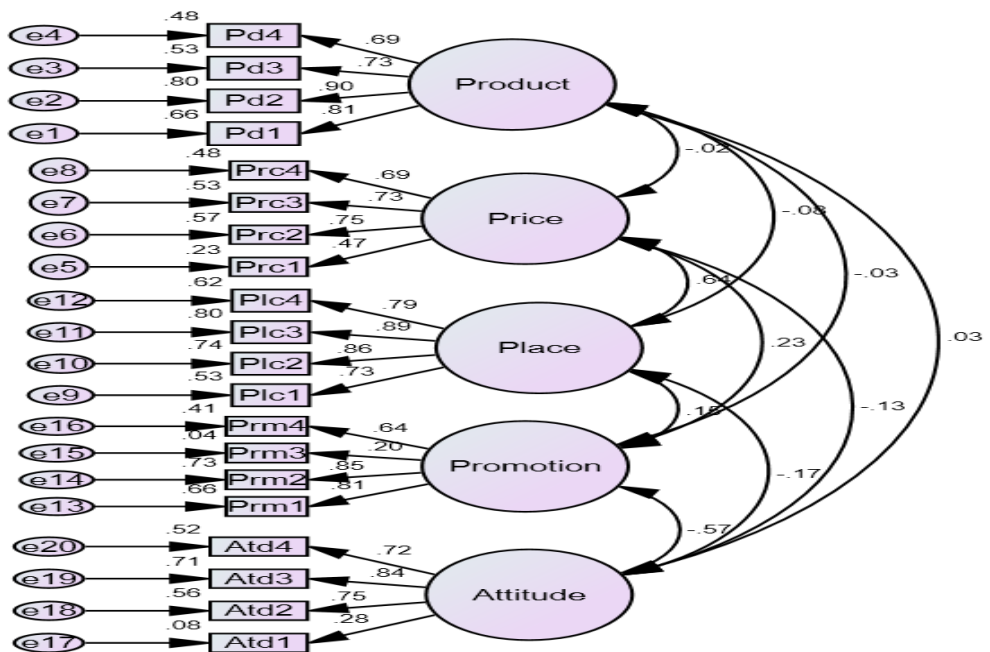 .48
e4 Pd4 .69
.53
e3 Pd3 .73
.80
e2 Pd2 .90
.66
e1 Pd1 .81
Product
.48
e8 Prc4 .69
.53
e7 Prc3 .73
.57
e6 Prc2 .75
.23
e5 Prc1 .47
Price
.62
e12 Plc4 .79
.80
e11 Plc3 .89
.74
e10 Plc2 .86
.53
e9 Plc1 .73
Place
.41
e16 Prm4 .64
.04
e15 Prm3 .20
.73
e14 Prm2 .85
.66
e13 Prm1 .81
Promotion
.52
e20 Atd4 .72
.71
e19 Atd3 .84
.56
e18 Atd2 .75
.08
e17 Atd1 .28
Attitude
-.02
-.08
-.03
.64
.23
.03
-.13
-.17
-.57